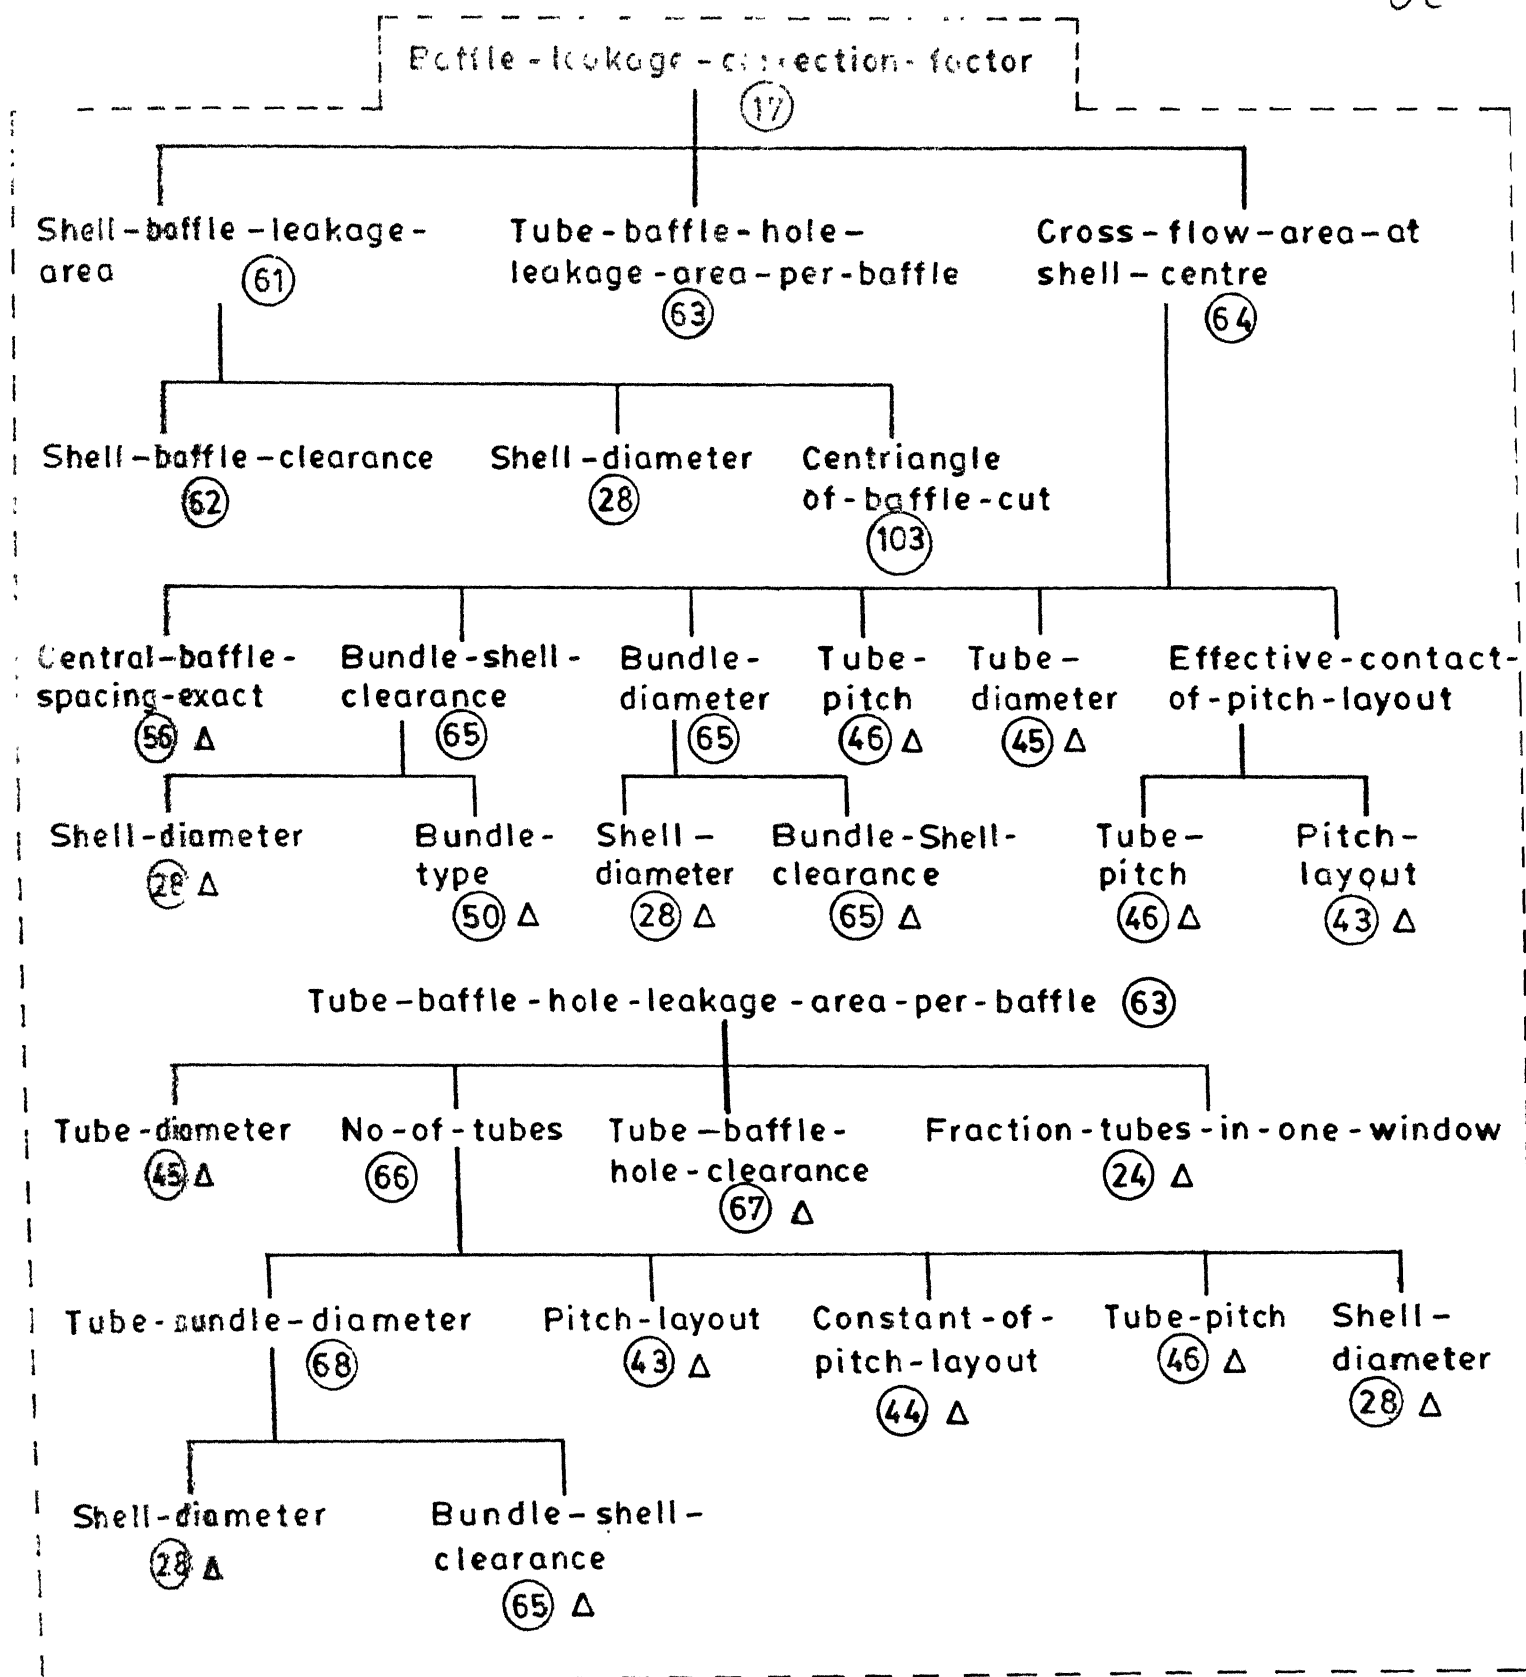 Baffle-leakage-correction-factor
17
Shell-baffle-leakage-
area 61
Tube-baffle-hole-
leakage-area-per-baffle
63
Cross-flow-area-at
shell-centre
64
Shell-baffle-clearance
62
Shell-diameter
28
Centriangle
of-baffle-cut
103
Central-baffle-
spacing-exact
56 Δ
Bundle-shell-
clearance
65
Bundle-
diameter
65
Tube-
pitch
46 Δ
Tube-
diameter
45 Δ
Effective-contact-
of-pitch-layout
Shell-diameter
28 Δ
Bundle-
type
50 Δ
Shell-
diameter
28 Δ
Bundle-Shell-
clearance
65 Δ
Tube-
pitch
46 Δ
Pitch-
layout
43 Δ
Tube-baffle-hole-leakage-area-per-baffle 63
Tube-diameter
45 Δ
No-of-tubes
66
Tube-baffle-
hole-clearance
67 Δ
Fraction-tubes-in-one-window
24 Δ
Tube-bundle-diameter
68
Pitch-layout
43 Δ
Constant-of-
pitch-layout
44 Δ
Tube-pitch
46 Δ
Shell-
diameter
28 Δ
Shell-diameter
28 Δ
Bundle-shell-
clearance
65 Δ